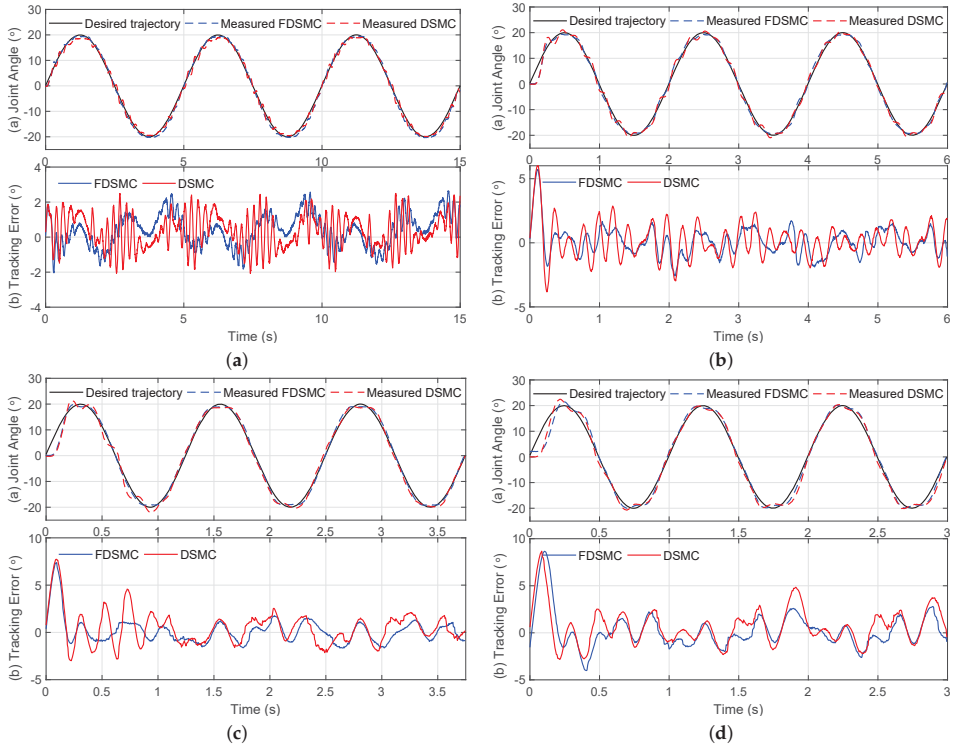 Desired trajectory Measured FDSMC Measured DSMC
(a) Joint Angle (°)
30
20
10
0
-10
-20
0 5 10 15
FDSMC DSMC
(b) Tracking Error (°)
4
2
0
-2
-4
0 5 10 15
Time (s)
(a)
Desired trajectory Measured FDSMC Measured DSMC
(a) Joint Angle (°)
30
20
10
0
-10
-20
0 1 2 3 4 5 6
FDSMC DSMC
(b) Tracking Error (°)
5
0
-5
0 1 2 3 4 5 6
Time (s)
(b)
Desired trajectory Measured FDSMC Measured DSMC
(a) Joint Angle (°)
30
20
10
0
-10
-20
0 0.5 1 1.5 2 2.5 3 3.5
FDSMC DSMC
(b) Tracking Error (°)
10
5
0
-5
0 0.5 1 1.5 2 2.5 3 3.5
Time (s)
(c)
Desired trajectory Measured FDSMC Measured DSMC
(a) Joint Angle (°)
30
20
10
0
-10
-20
0 0.5 1 1.5 2 2.5 3
FDSMC DSMC
(b) Tracking Error (°)
10
5
0
-5
0 0.5 1 1.5 2 2.5 3
Time (s)
(d)